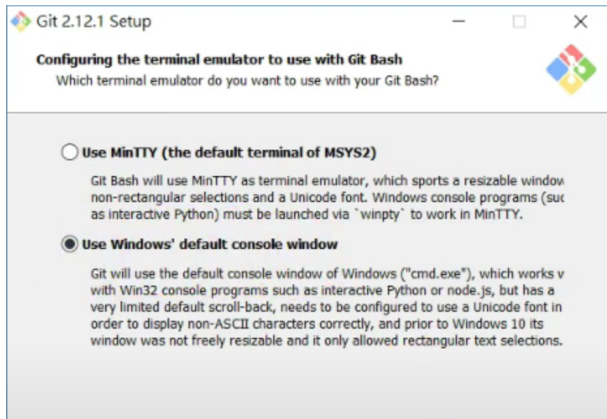 Git 2.12.1 Setup
Configuring the terminal emulator to use with Git Bash
Which terminal emulator do you want to use with your Git Bash?
Use MinTTY (the default terminal of MSYS2)
Git Bash will use MinTTY as terminal emulator, which sports a resizable window
non-rectangular selections and a Unicode font. Windows console programs (suc
as interactive Python) must be launched via `winpty` to work in MinTTY.
Use Windows' default console window
Git will use the default console window of Windows ("cmd.exe"), which works v
with Win32 console programs such as interactive Python or node.js, but has a
very limited default scroll-back, needs to be configured to use a Unicode font in
order to display non-ASCII characters correctly, and prior to Windows 10 its
window was not freely resizable and it only allowed rectangular text selections.